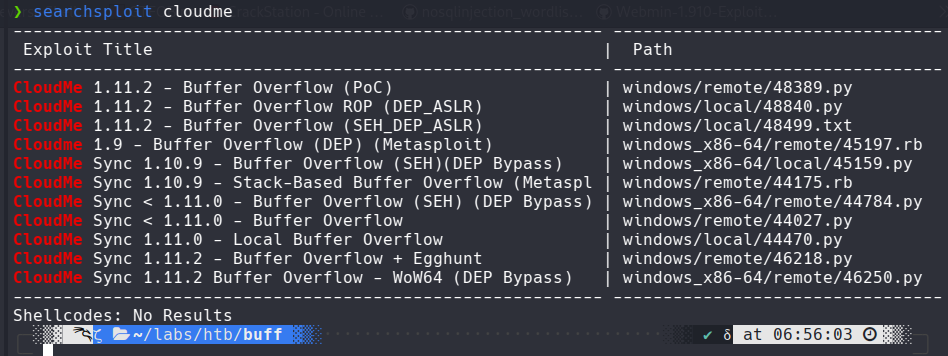 ❯ searchsploit cloudme
Exploit Title | Path
CloudMe 1.11.2 - Buffer Overflow (PoC) | windows/remote/48389.py
CloudMe 1.11.2 - Buffer Overflow ROP (DEP_ASLR) | windows/local/48840.py
CloudMe 1.11.2 - Buffer Overflow (SEH_DEP_ASLR) | windows/local/48499.txt
Cloudme 1.9 - Buffer Overflow (DEP) (Metasploit) | windows_x86-64/remote/45197.rb
CloudMe Sync 1.10.9 - Buffer Overflow (SEH)(DEP Bypass) | windows_x86-64/local/45159.py
CloudMe Sync 1.10.9 - Stack-Based Buffer Overflow (Metaspl | windows/remote/44175.rb
CloudMe Sync < 1.11.0 - Buffer Overflow (SEH) (DEP Bypass) | windows_x86-64/remote/44784.py
CloudMe Sync < 1.11.0 - Buffer Overflow | windows/remote/44027.py
CloudMe Sync 1.11.0 - Local Buffer Overflow | windows/local/44470.py
CloudMe Sync 1.11.2 - Buffer Overflow + Egghunt | windows/remote/46218.py
CloudMe Sync 1.11.2 Buffer Overflow - WoW64 (DEP Bypass) | windows_x86-64/remote/46250.py
Shellcodes: No Results
~/labs/htb/buff ✔ δ at 06:56:03